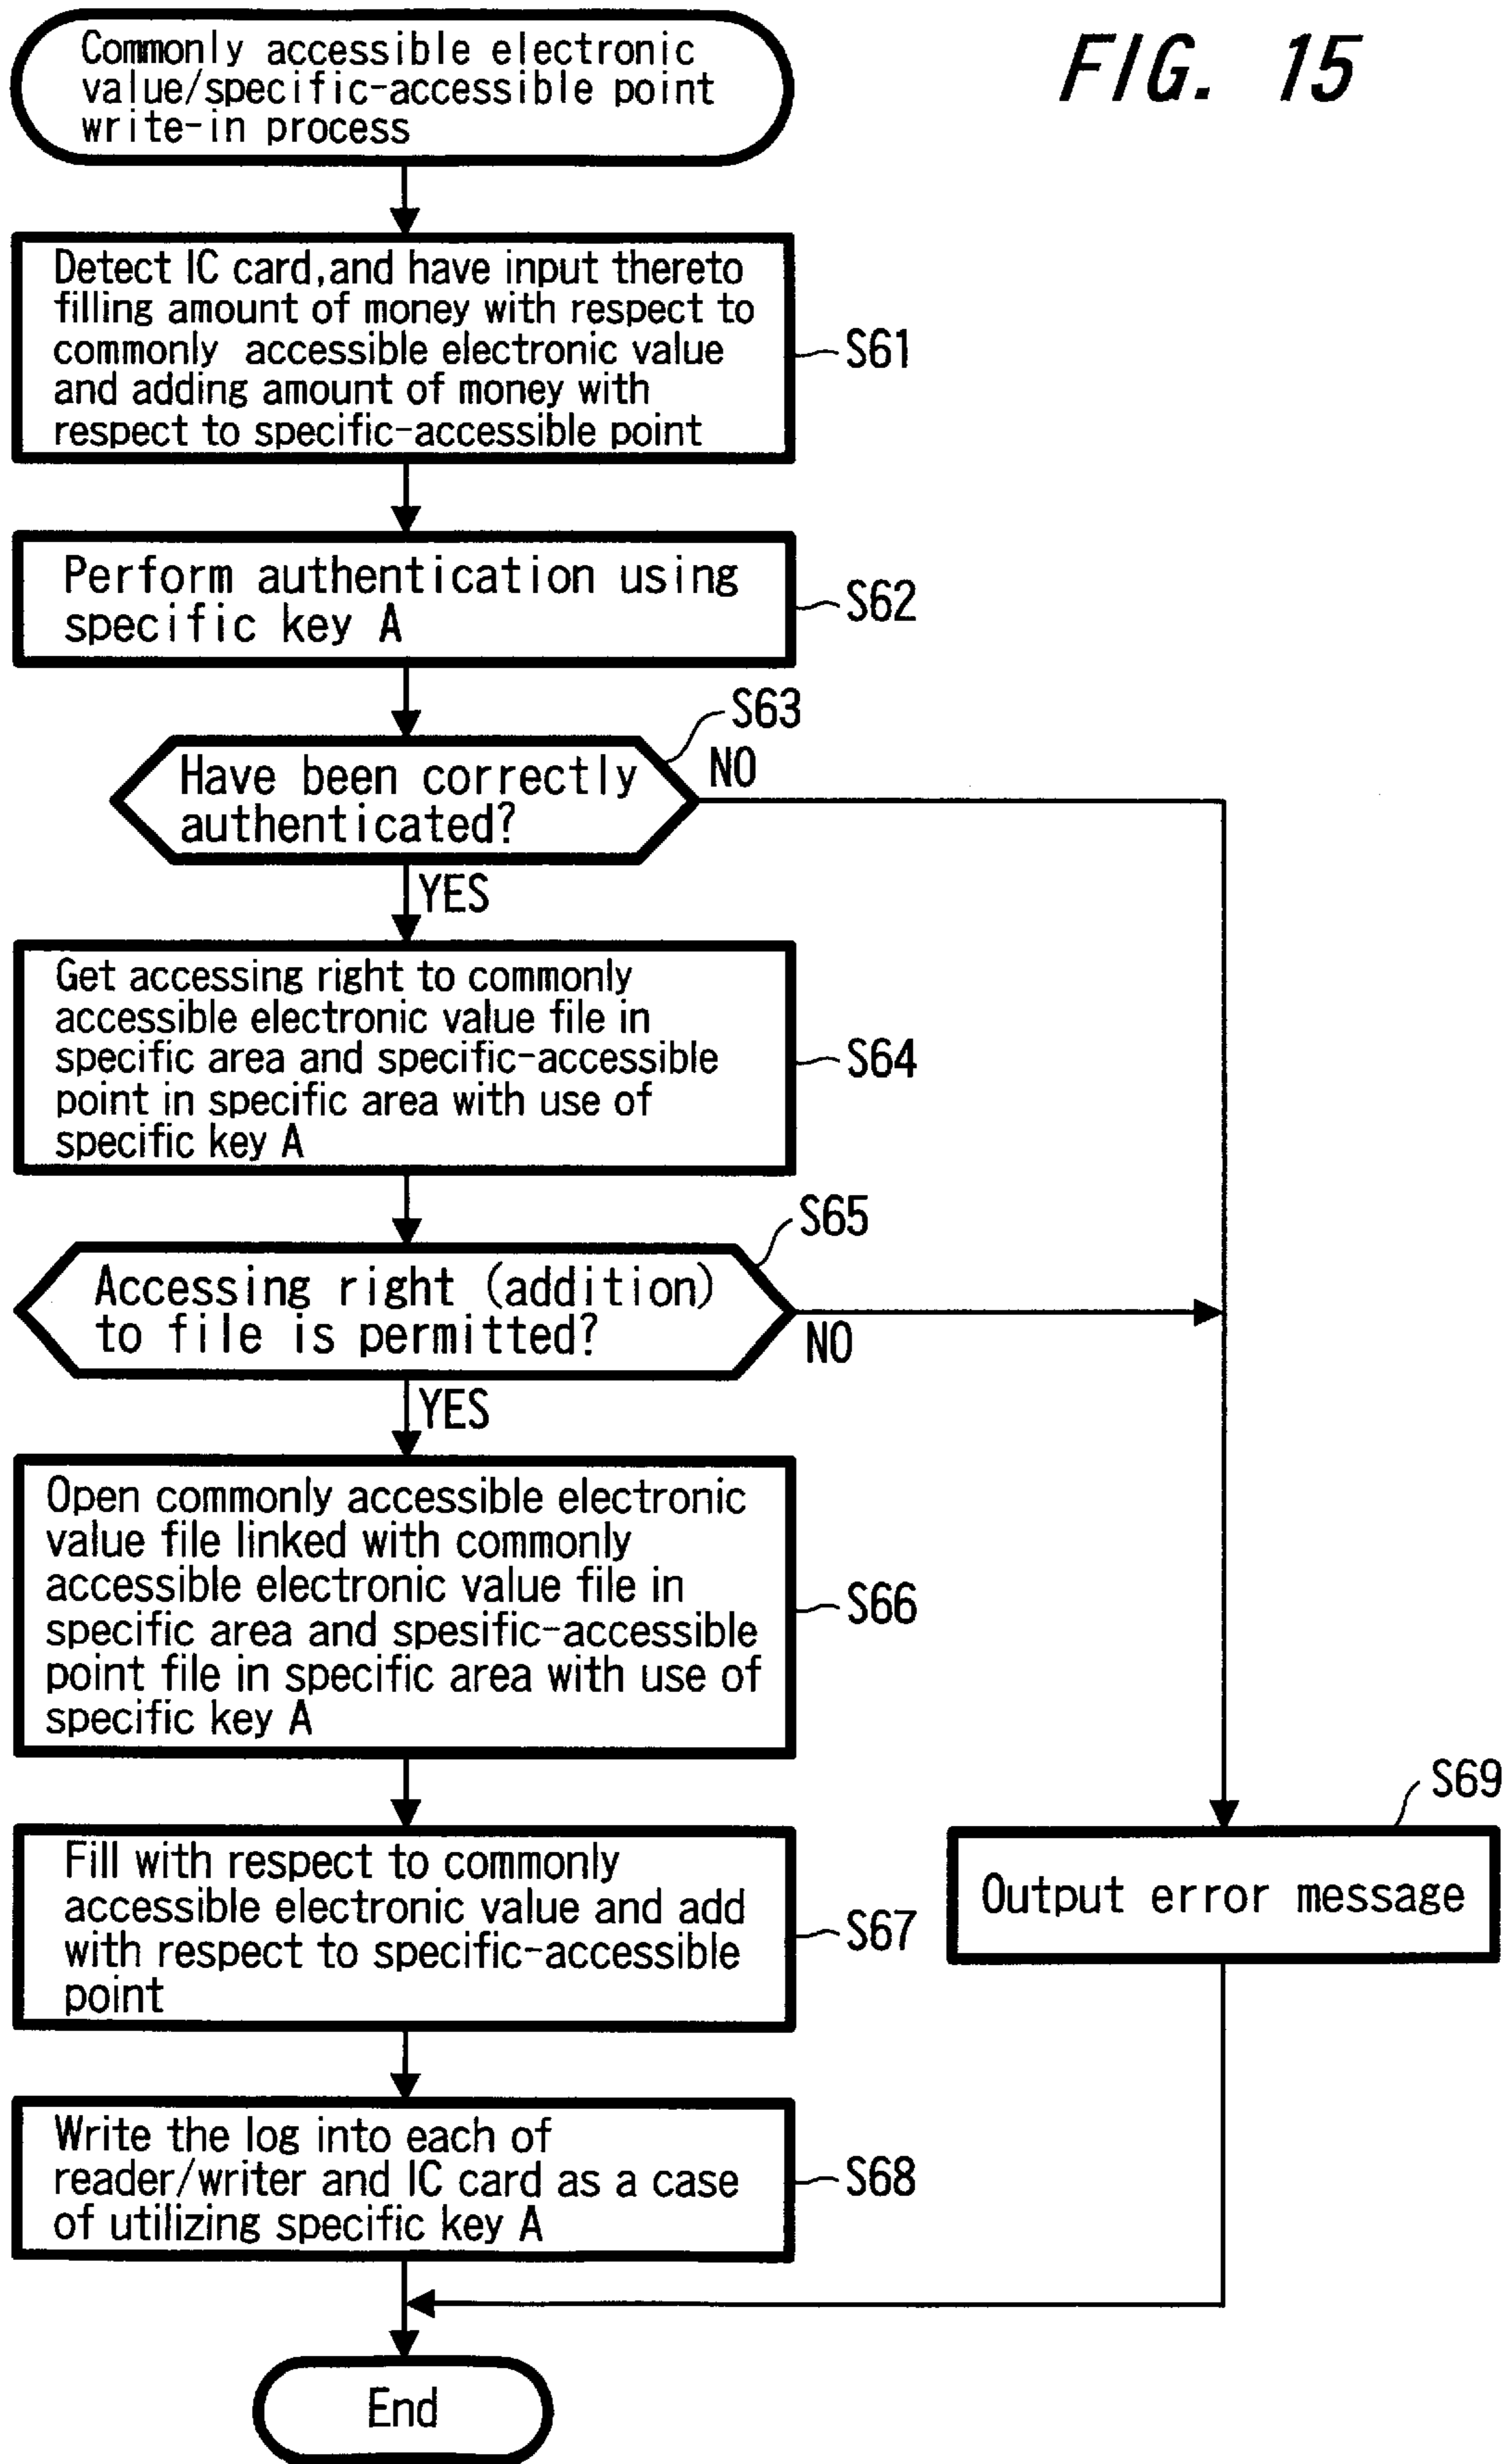 FIG. 15
Commonly accessible electronic
value/specific-accessible point
write-in process
Detect IC card,and have input thereto
filling amount of money with respect to
commonly accessible electronic value
and adding amount of money with
respect to specific-accessible point
S61
Perform authentication using
specific key A
S62
S63
Have been correctly
authenticated?
NO
YES
Get accessing right to commonly
accessible electronic value file in
specific area and specific-accessible
point in specific area with use of
specific key A
S64
S65
Accessing right (addition)
to file is permitted?
NO
YES
Open commonly accessible electronic
value file linked with commonly
accessible electronic value file in
specific area and spesific-accessible
point file in specific area with use of
specific key A
S66
Fill with respect to commonly
accessible electronic value and add
with respect to specific-accessible
point
S67
S69
Output error message
Write the log into each of
reader/writer and IC card as a case
of utilizing specific key A
S68
End